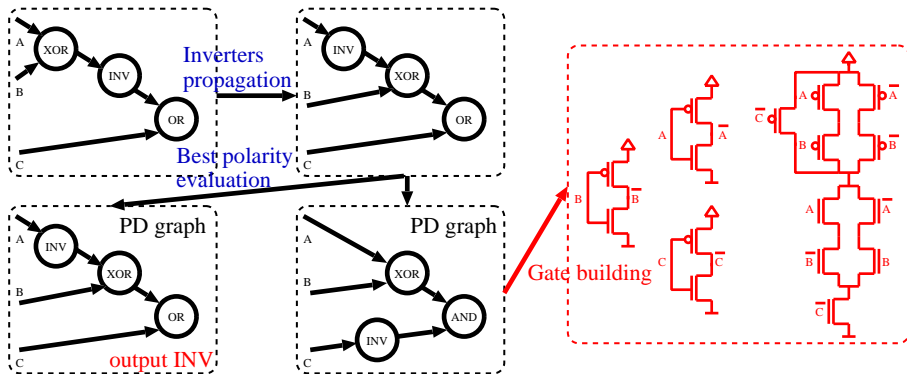 A
XOR
INV
B
OR
C
Inverters
propagation
A
INV
XOR
B
OR
C
Best polarity
evaluation
PD graph
A
INV
XOR
B
OR
C
output INV
PD graph
A
XOR
B
AND
INV
C
Gate building
B
B̅
A
A̅
C
C̅
C̅
A
A̅
B
B̅
A
A̅
B̅
B
C̅